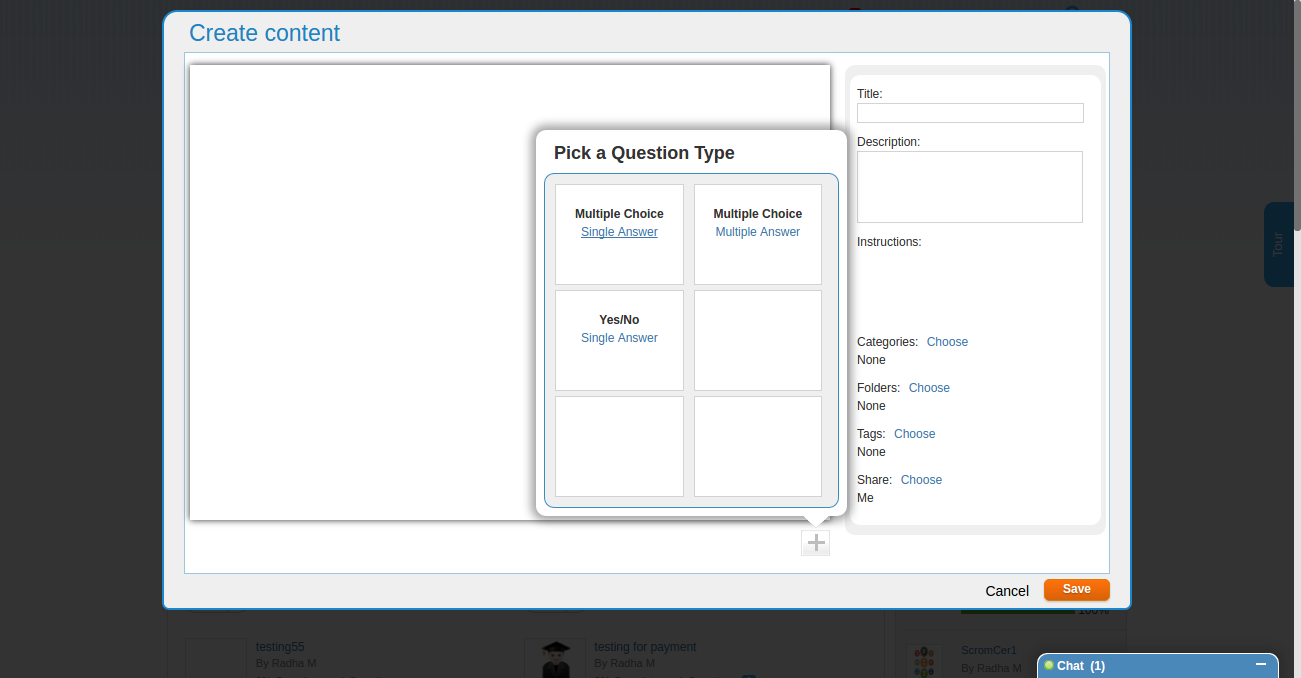 Create content
Pick a Question Type
Multiple Choice
Single Answer
Multiple Choice
Multiple Answer
Yes/No
Single Answer
Title:
Description:
Instructions:
Categories: Choose
None
Folders: Choose
None
Tags: Choose
None
Share: Choose
Me
Cancel
Save
Tour
100%
testing55
By Radha M
testing for payment
By Radha M
ScromCer1
By Radha M
Chat (1)